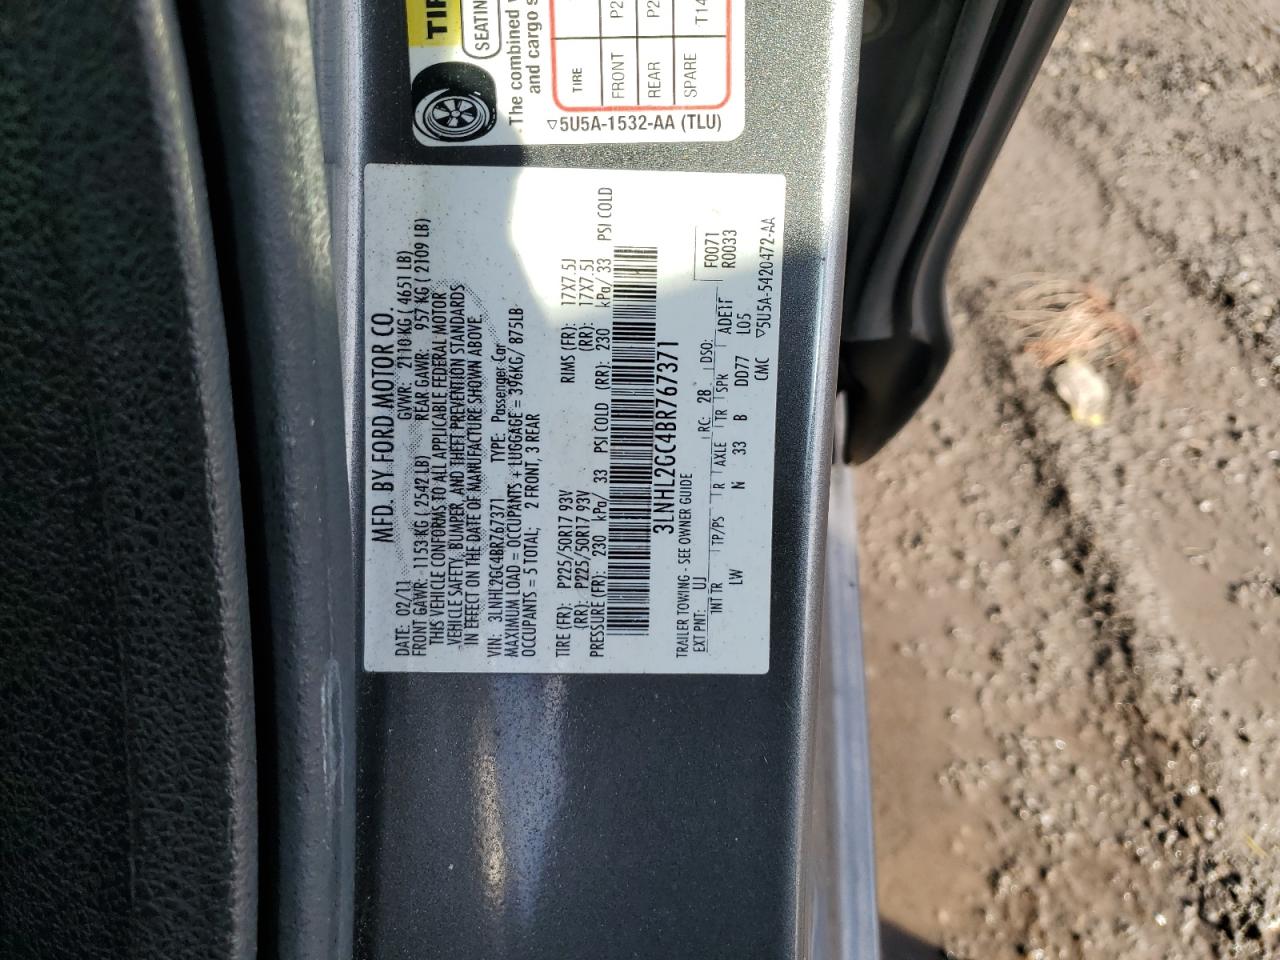 TIR
SEATIN
The combined
and cargo s
TIRE
FRONT P2
REAR P2
SPARE T14
▽5U5A-1532-AA (TLU)
MFD. BY FORD MOTOR CO.
DATE: 02/11 GVWR: 2110 KG ( 4651 LB)
FRONT GAWR: 1153 KG ( 2542 LB) REAR GAWR: 957 KG ( 2109 LB)
THIS VEHICLE CONFORMS TO ALL APPLICABLE FEDERAL MOTOR
VEHICLE SAFETY, BUMPER, AND THEFT PREVENTION STANDARDS
IN EFFECT ON THE DATE OF MANUFACTURE SHOWN ABOVE.
VIN: 3LNHL2GC4BR767371 TYPE: Passenger Car
MAXIMUM LOAD = OCCUPANTS + LUGGAGE = 396KG/ 875LB
OCCUPANTS = 5 TOTAL; 2 FRONT, 3 REAR
TIRE (FR): P225/50R17 93V RIMS (FR): 17X7.5J
(RR): P225/50R17 93V (RR): 17X7.5J
PRESSURE (FR): 230 kPa/ 33 PSI COLD (RR): 230 kPa/ 33 PSI COLD
3LNHL2GC4BR767371
TRAILER TOWING - SEE OWNER GUIDE F0071
EXT PNT: UJ RC: 28 DSO: R0033
INT TR TP/PS R AXLE TR SPR ADE1F
LW N 33 B DD77 L05
CMC ▽5U5A-5420472-AA